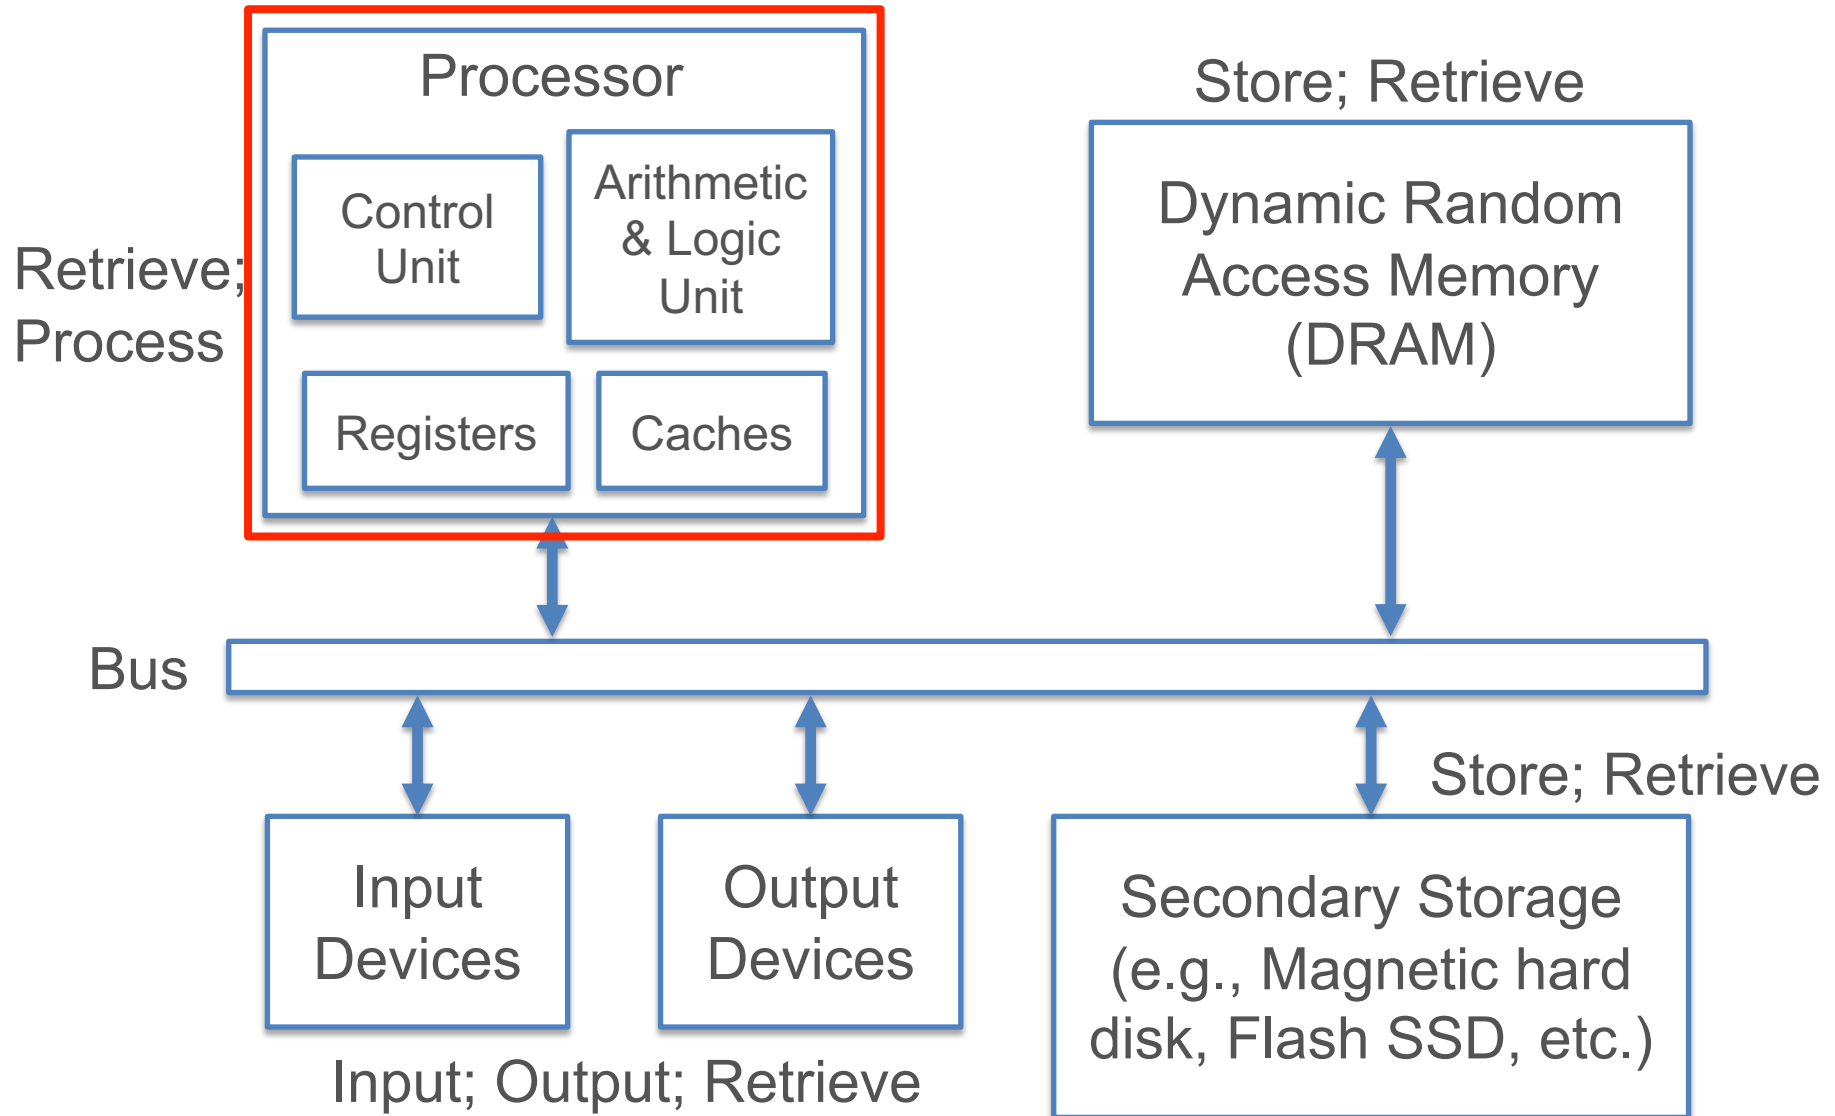 Processor
Control
Unit
Arithmetic
& Logic
Unit
Registers
Caches
Retrieve;
Process
Store; Retrieve
Dynamic Random
Access Memory
(DRAM)
Bus
Input
Devices
Output
Devices
Input; Output; Retrieve
Store; Retrieve
Secondary Storage
(e.g., Magnetic hard
disk, Flash SSD, etc.)